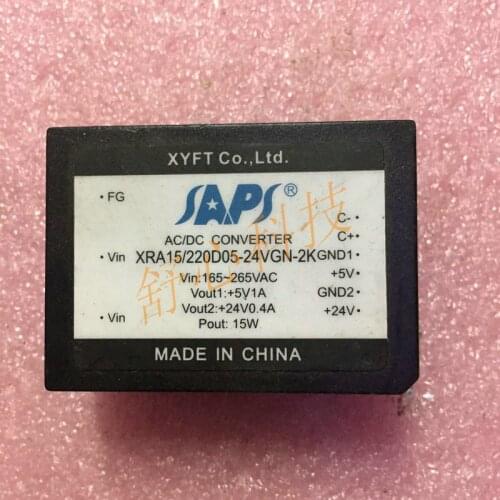 XYFT Co.,Ltd.
• FG
SAPS®
C- •
AC/DC CONVERTER
C+ •
• Vin
XRA15/220D05-24VGN-2K
GND1 •
Vin:165~265VAC
+5V •
Vout1:+5V1A
GND2 •
Vout2:+24V0.4A
+24V •
• Vin
Pout: 15W
MADE IN CHINA
舒心科技